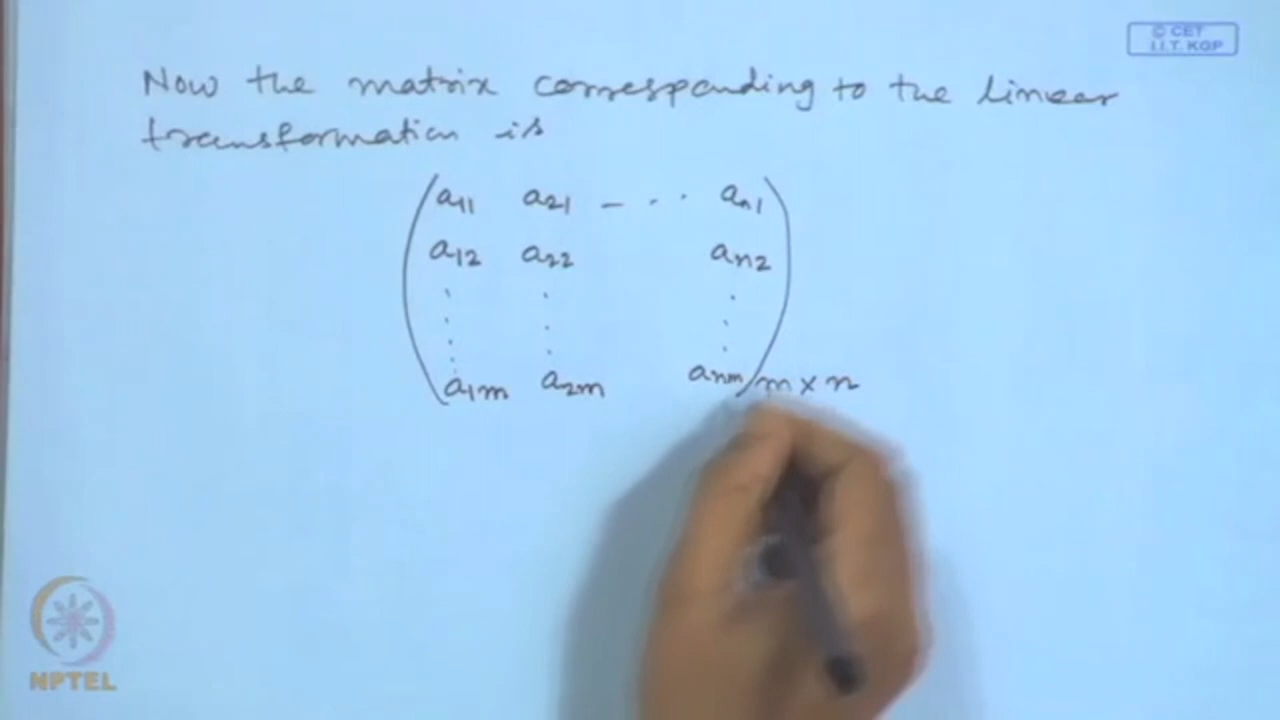 © CET
I.I.T. KGP
Now the matrix corresponding to the linear
transformation is
a11 a21 - . . . an1
a12 a22 an2
a1m a2m anm m × n
NPTEL